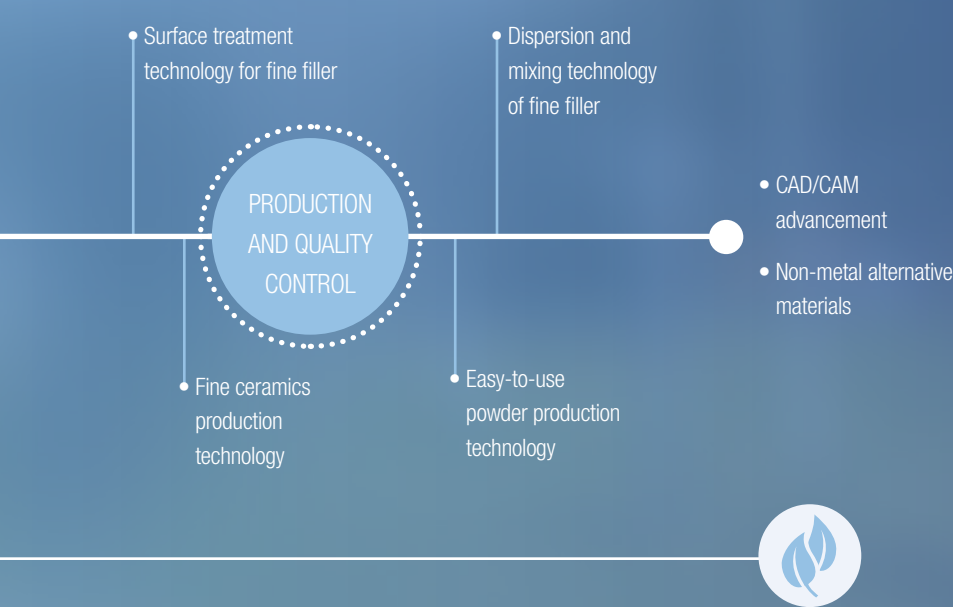 Surface treatment
technology for fine filler
Dispersion and
mixing technology
of fine filler
PRODUCTION
AND QUALITY
CONTROL
CAD/CAM
advancement
Non-metal alternative
materials
Fine ceramics
production
technology
Easy-to-use
powder production
technology